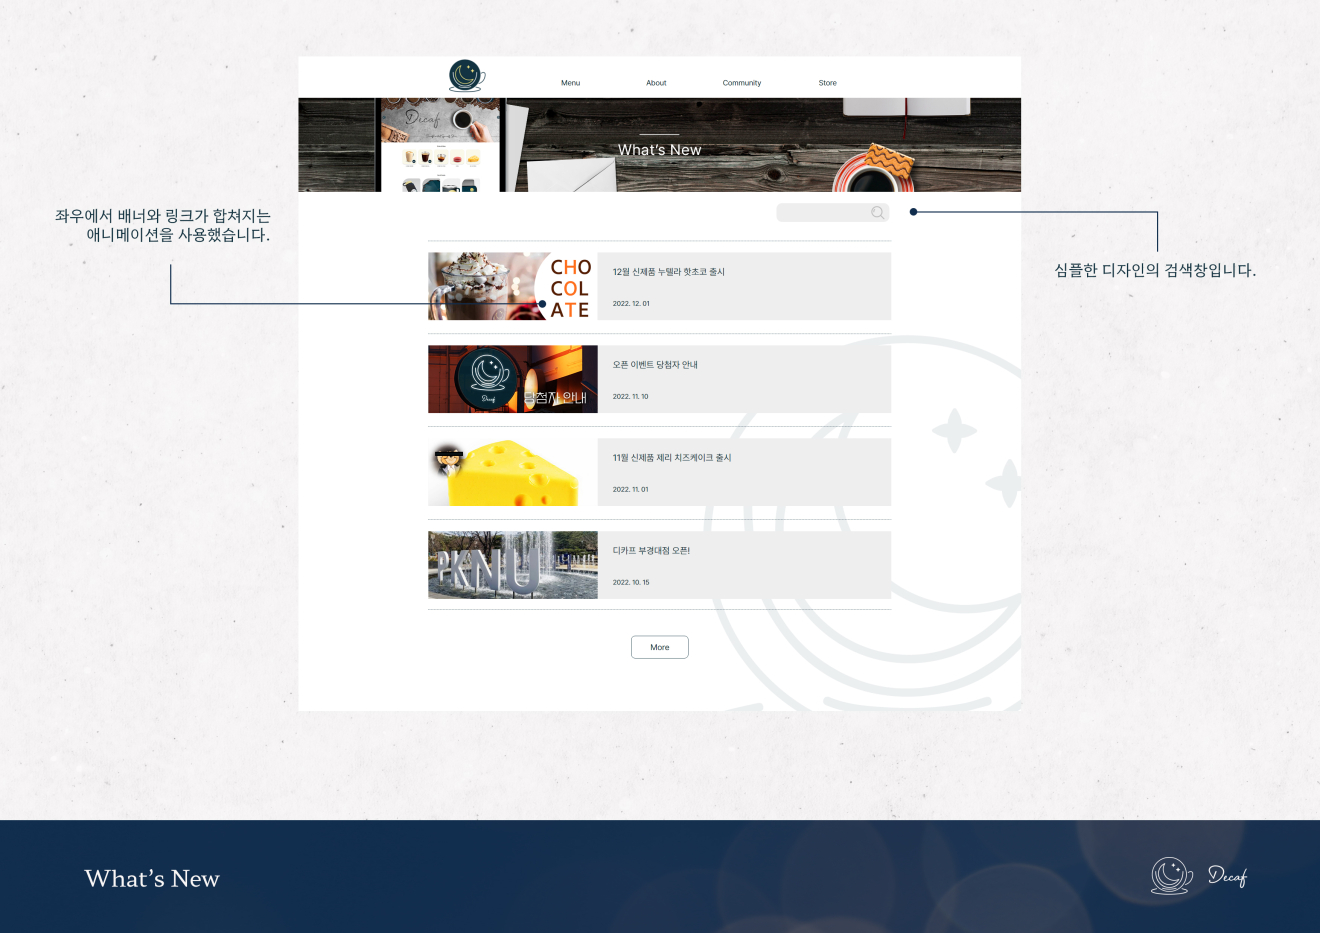 Menu
About
Community
Store
Decaf
What's New
좌우에서 배너와 링크가 합쳐지는
애니메이션을 사용했습니다.
심플한 디자인의 검색창입니다.
CHO
COL
ATE
12월 신제품 누텔라 핫초코 출시
2022. 12. 01
Decaf
당첨자 안내
오픈 이벤트 당첨자 안내
2022. 11. 10
11월 신제품 제리 치즈케이크 출시
2022. 11. 01
PKNU
디카프 부경대점 오픈!
2022. 10. 15
More
What's New
Decaf